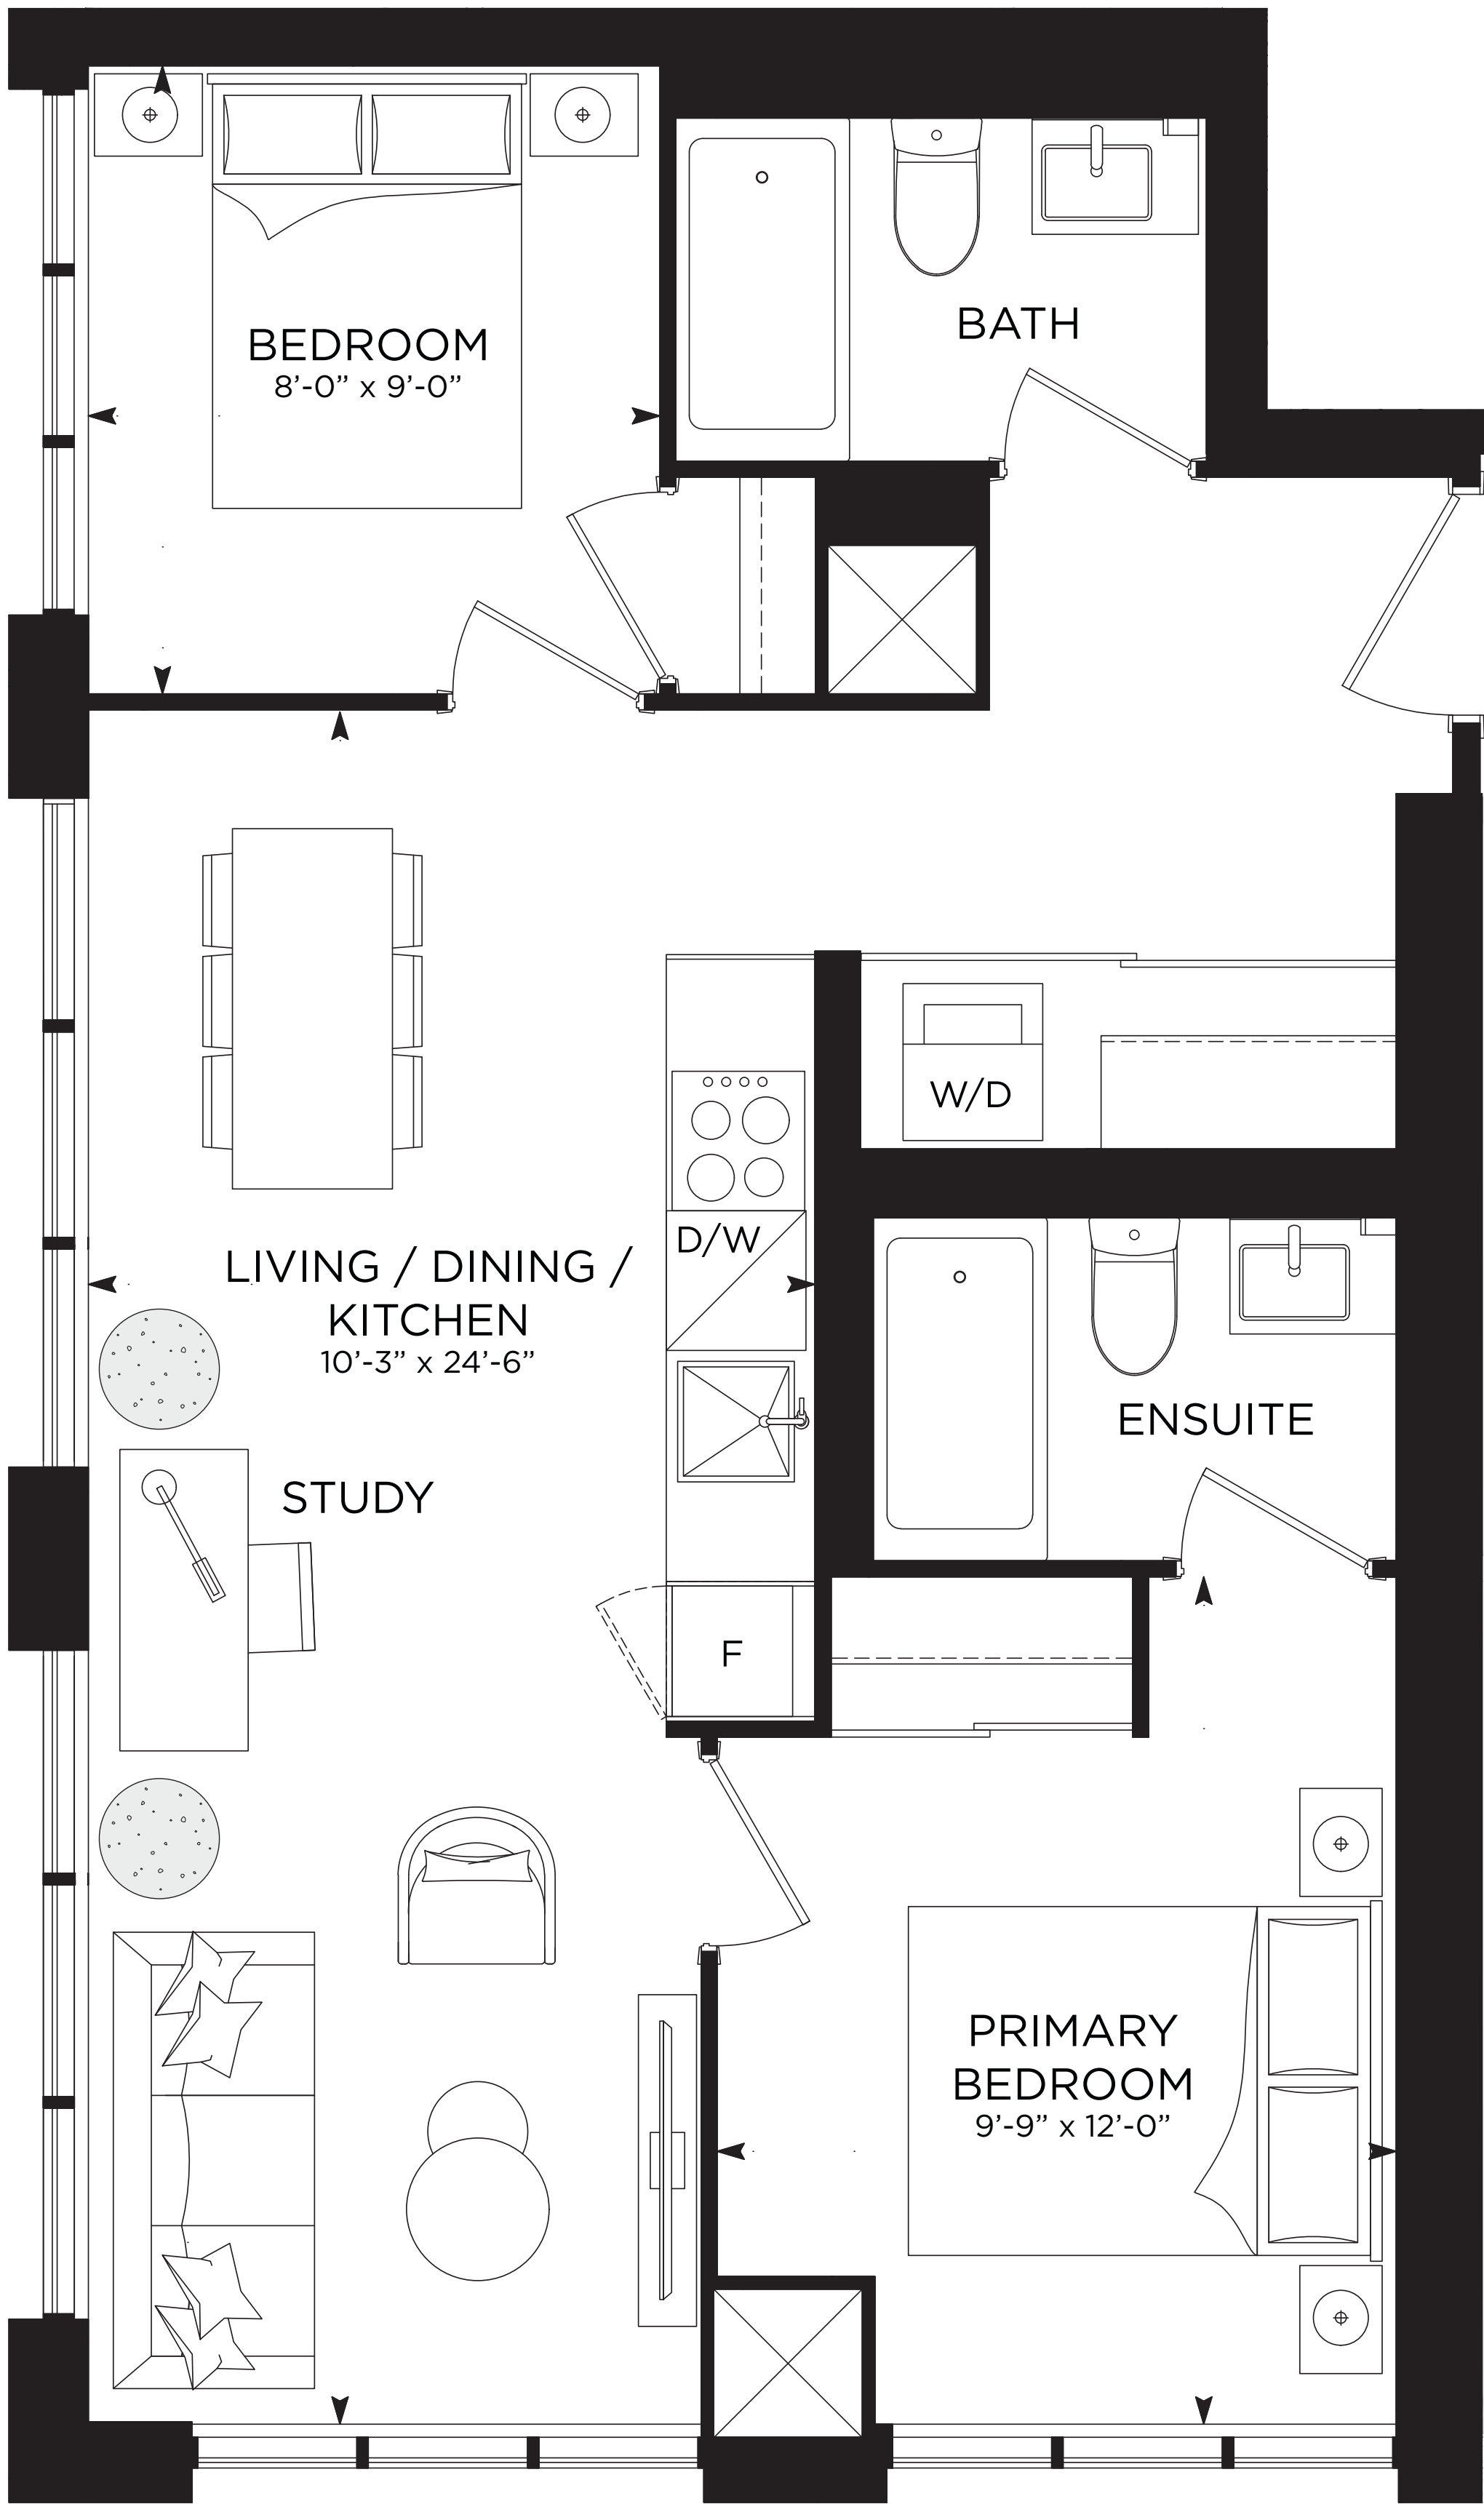 BEDROOM
8’-0” x 9’-0”
BATH
W/D
D/W
LIVING / DINING /
KITCHEN
10’-3” x 24’-6”
ENSUITE
STUDY
F
PRIMARY
BEDROOM
9’-9” x 12’-0”